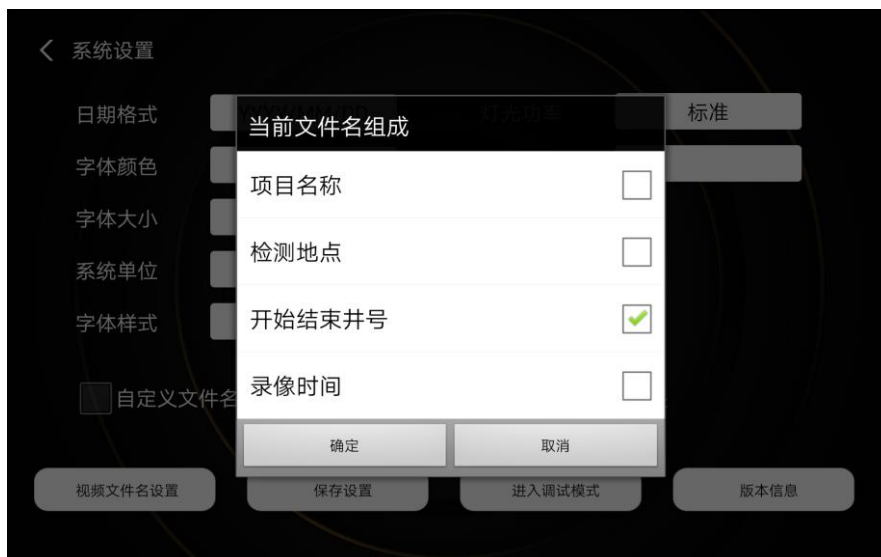 系统设置
日期格式
灯光功率
标准
字体颜色
字体大小
系统单位
字体样式
自定义文件名
当前文件名组成
项目名称
检测地点
开始结束井号
录像时间
确定
取消
视频文件名设置
保存设置
进入调试模式
版本信息